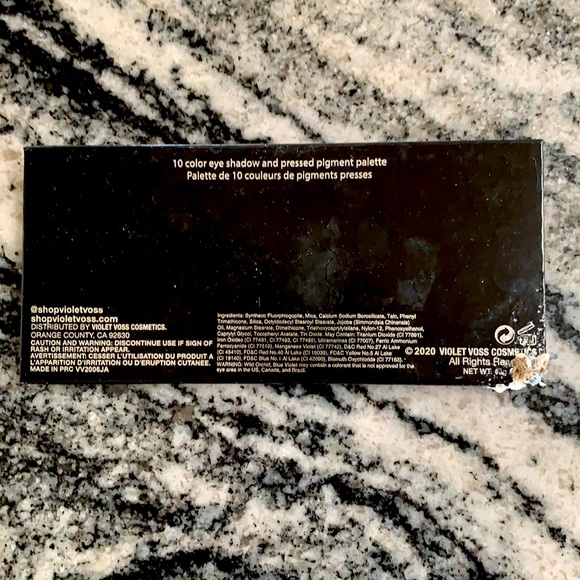 10 color eye shadow and pressed pigment palette
Palette de 10 couleurs de pigments presses
@shopvioletvoss
shopvioletvoss.com
DISTRIBUTED BY VIOLET VOSS COSMETICS.
ORANGE COUNTY, CA 92630
CAUTION AND WARNING: DISCONTINUE USE IF SIGN OF
RASH OR IRRITATION APPEAR.
AVERTISSEMENT: CESSER L'UTILISATION DU PRODUIT A
L'APPARITION D'IRRITATION OU D'ERUPTION CUTANEE.
MADE IN PRC VV2006JA
Ingredients: Synthetic Fluorphlogopite, Mica, Calcium Sodium Borosilicate, Talc, Phenyl
Trimethicone, Silica, Octyldodecyl Stearoyl Stearate, Jojoba (Simmondsia Chinensis)
Oil, Magnesium Stearate, Dimethicone, Triethoxycaprylylsilane, Nylon-12, Phenoxyethanol,
Caprylyl Glycol, Tocopheryl Acetate. May Contain: Titanium Dioxide (CI 77891),
Iron Oxides (CI 77491, CI 77492, CI 77499), Ultramarines (CI 77007), Ferric Ammonium
Ferrocyanide (CI 77510), Manganese Violet (CI 77742), D&C Red No.27 Al Lake
(CI 45410), FD&C Red No.40 Al Lake (CI 16035), FD&C Yellow No.5 Al Lake
(CI 19140), FD&C Blue No.1 Al Lake (CI 42090), Bismuth Oxychloride (CI 77163).
WARNING: Wild Orchid, Blue Violet may contain a colorant that is not approved for the
eye area in the US, Canada, and Brazil.
© 2020 VIOLET VOSS COSMETICS
All Rights
NET WT.